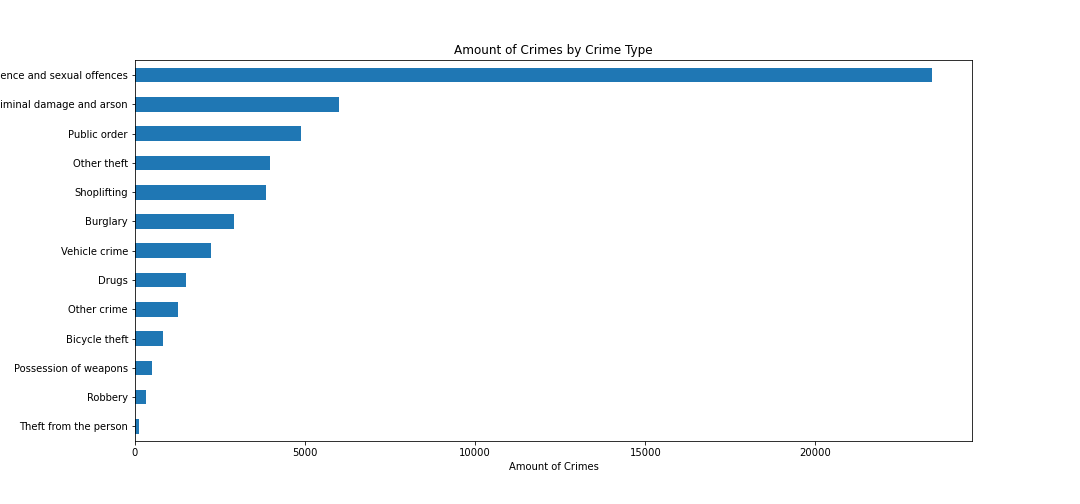 Amount of Crimes by Crime Type
ence and sexual offences
iminal damage and arson
Public order
Other theft
Shoplifting
Burglary
Vehicle crime
Drugs
Other crime
Bicycle theft
Possession of weapons
Robbery
Theft from the person
0 5000 10000 15000 20000
Amount of Crimes